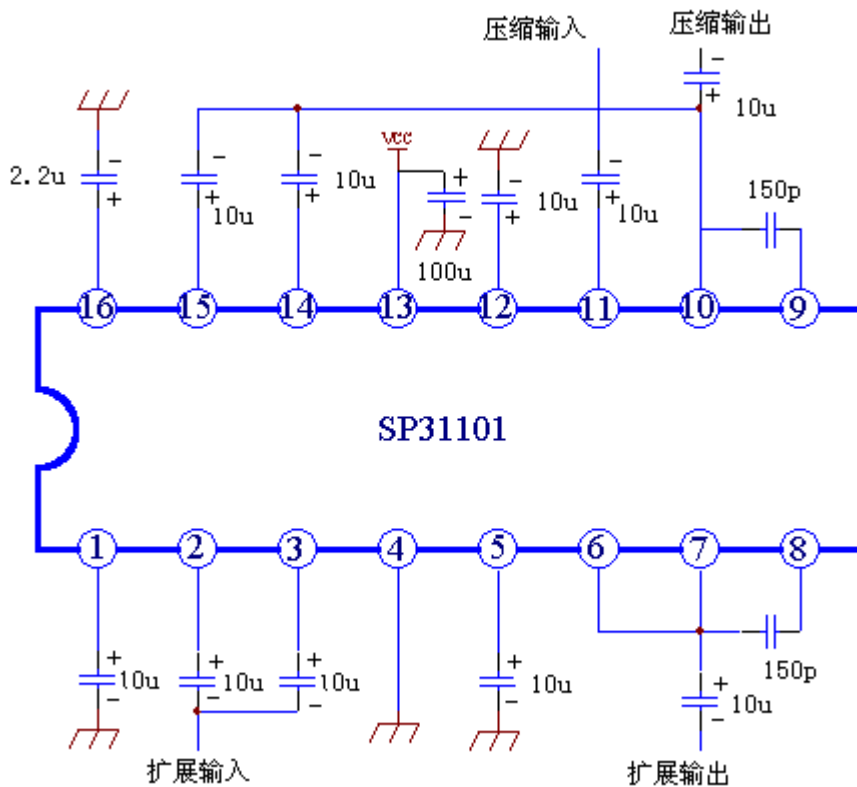 压缩输入 压缩输出
- + 10u
2.2u - + - + 10u - + 10u vcc + - 100u - + 10u - + 10u 150p
16 15 14 13 12 11 10 9
SP31101
1 2 3 4 5 6 7 8
+ 10u - + 10u - + 10u - + 10u - 150p
+ 10u -
扩展输入 扩展输出